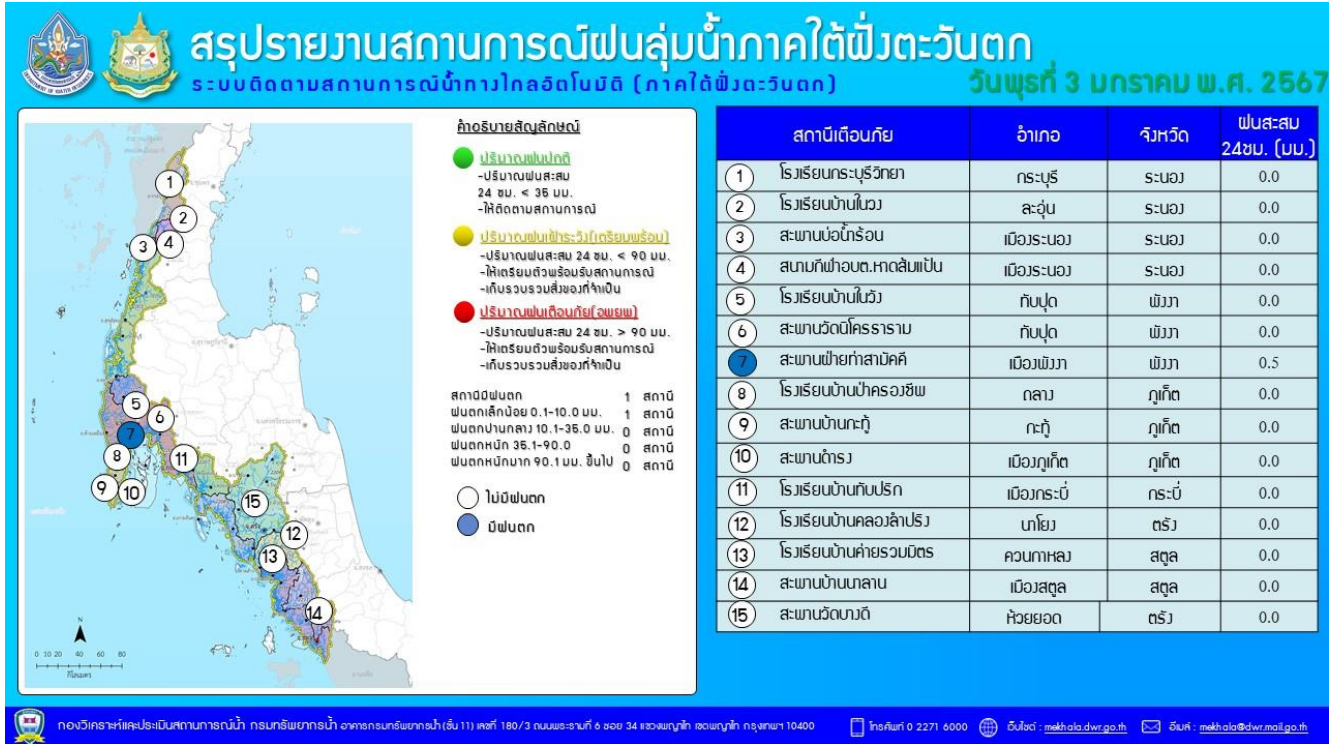 สรุปรายงานสถานการณ์ฝนลุ่มน้ำภาคใต้ฝั่งตะวันตก
ระบบติดตามสถานการณ์น้ำทางไกลอัตโนมัติ (ภาคใต้ฝั่งตะวันตก)
วันพุธที่ 3 มกราคม พ.ศ. 2567
คำอธิบายสัญลักษณ์
ปริมาณฝนปกติ
-ปริมาณฝนสะสม
24 ชม. < 35 มม.
-ให้ติดตามสถานการณ์
ปริมาณฝนเฝ้าระวัง(เตรียมพร้อม)
-ปริมาณฝนสะสม 24 ชม. < 90 มม.
-ให้เตรียมตัวพร้อมรับสถานการณ์
-เก็บรวบรวมสิ่งของที่จำเป็น
ปริมาณฝนเตือนภัย(อพยพ)
-ปริมาณฝนสะสม 24 ชม. > 90 มม.
-ให้เตรียมตัวพร้อมรับสถานการณ์
-เก็บรวบรวมสิ่งของที่จำเป็น
สถานีมีฝนตก 1 สถานี
ฝนตกเล็กน้อย 0.1-10.0 มม. 1 สถานี
ฝนตกปานกลาง 10.1-35.0 มม. 0 สถานี
ฝนตกหนัก 35.1-90.0 0 สถานี
ฝนตกหนักมาก 90.1 มม. ขึ้นไป 0 สถานี
ไม่มีฝนตก
มีฝนตก
1
2
3 4
5
6
7
8
11
9 10
15
12
13
14
N
0 10 20 40 60 80
กิโลเมตร
สถานีเตือนภัย อำเภอ จังหวัด ฝนสะสม 24ชม. (มม.)
1 โรงเรียนกระบุรีวิทยา กระบุรี ระนอง 0.0
2 โรงเรียนบ้านในวง ละอุ่น ระนอง 0.0
3 สะพานบ่อน้ำร้อน เมืองระนอง ระนอง 0.0
4 สนามกีฬาอบต.หาดส้มแป้น เมืองระนอง ระนอง 0.0
5 โรงเรียนบ้านในวัง ทับปุด พังงา 0.0
6 สะพานวัดนิโครธาราม ทับปุด พังงา 0.0
7 สะพานฝ่ายท่าสามัคคี เมืองพังงา พังงา 0.5
8 โรงเรียนบ้านป่าครองชีพ ถลาง ภูเก็ต 0.0
9 สะพานบ้านกะทู้ กะทู้ ภูเก็ต 0.0
10 สะพานดำรง เมืองภูเก็ต ภูเก็ต 0.0
11 โรงเรียนบ้านทับปริก เมืองกระบี่ กระบี่ 0.0
12 โรงเรียนบ้านคลองลำปริง นาโยง ตรัง 0.0
13 โรงเรียนบ้านค่ายรวมมิตร ควนกาหลง สตูล 0.0
14 สะพานบ้านนาลาน เมืองสตูล สตูล 0.0
15 สะพานวัดบางดี ห้วยยอด ตรัง 0.0
กองวิเคราะห์และประเมินสถานการณ์น้ำ กรมทรัพยากรน้ำ อาคารกรมทรัพยากรน้ำ (ชั้น 11) เลขที่ 180/3 ถนนพระรามที่ 6 ซอย 34 แขวงพญาไท เขตพญาไท กรุงเทพฯ 10400 โทรศัพท์ 0 2271 6000 เว็บไซต์ : mekhala.dwr.go.th อีเมล์ : mekhala@dwr.mail.go.th